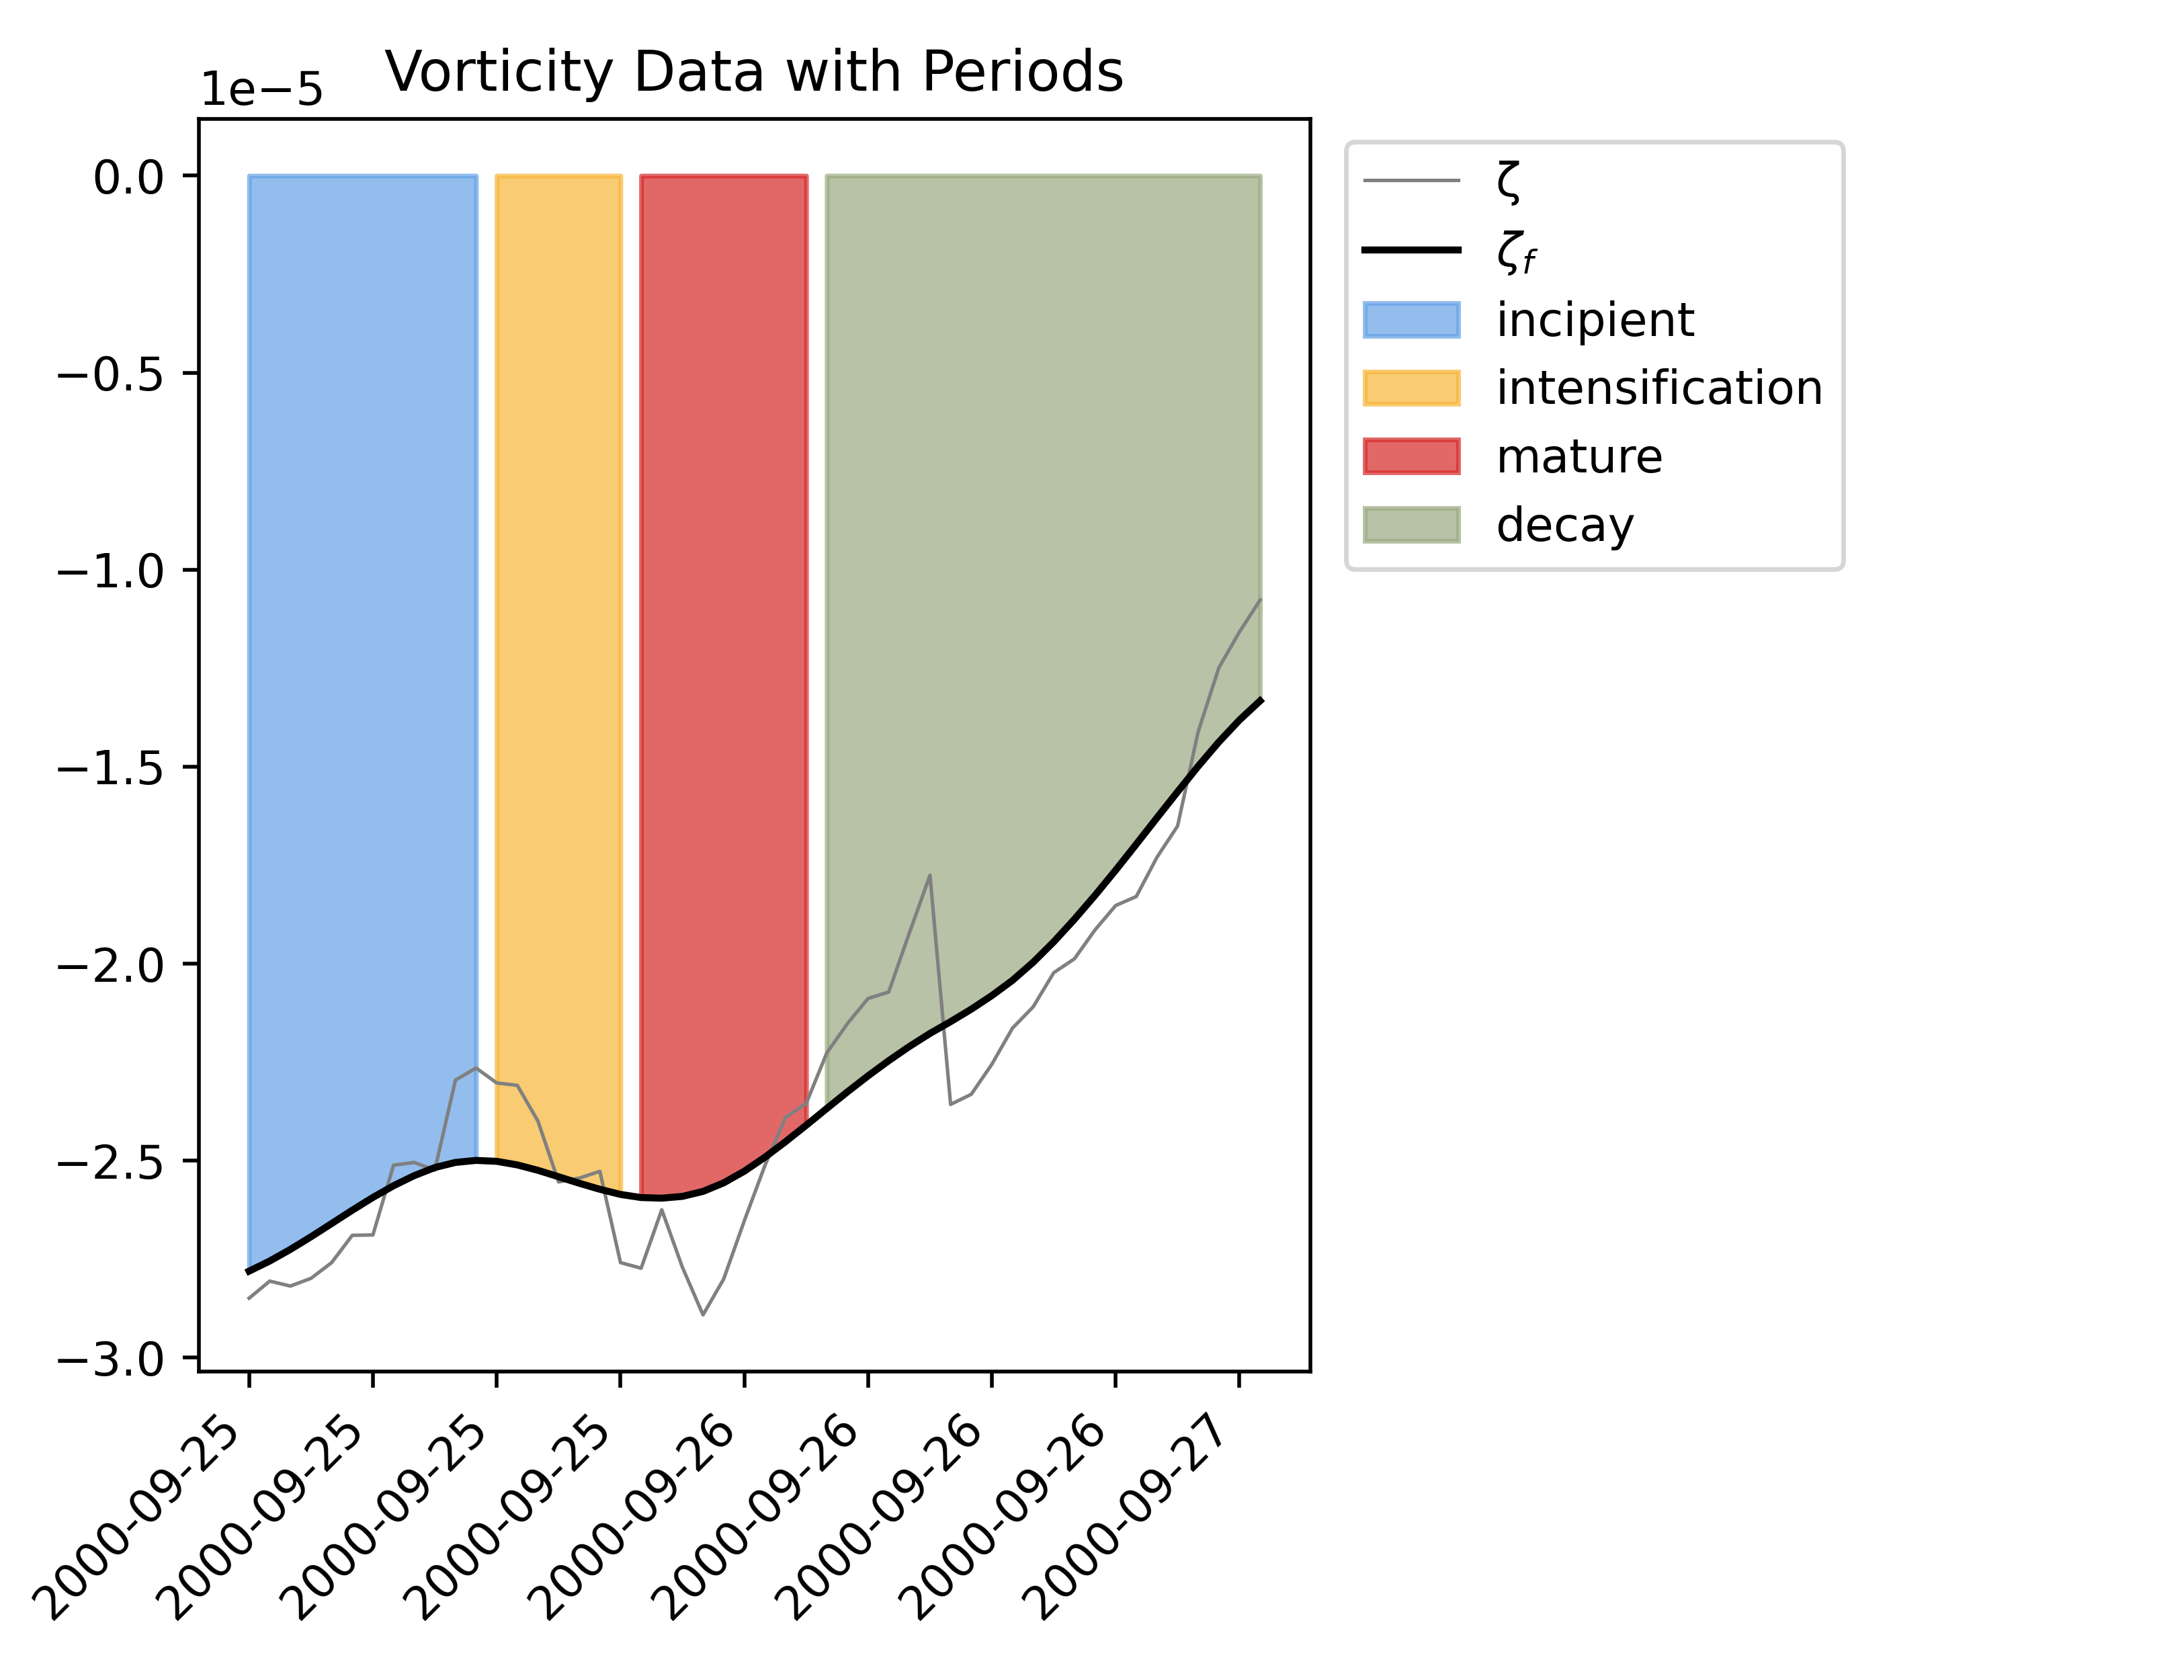 Vorticity Data with Periods
1e−5
0.0
−0.5
−1.0
−1.5
−2.0
−2.5
−3.0
2000-09-25
2000-09-25
2000-09-25
2000-09-25
2000-09-26
2000-09-26
2000-09-26
2000-09-26
2000-09-27
ζ
ζf
incipient
intensification
mature
decay